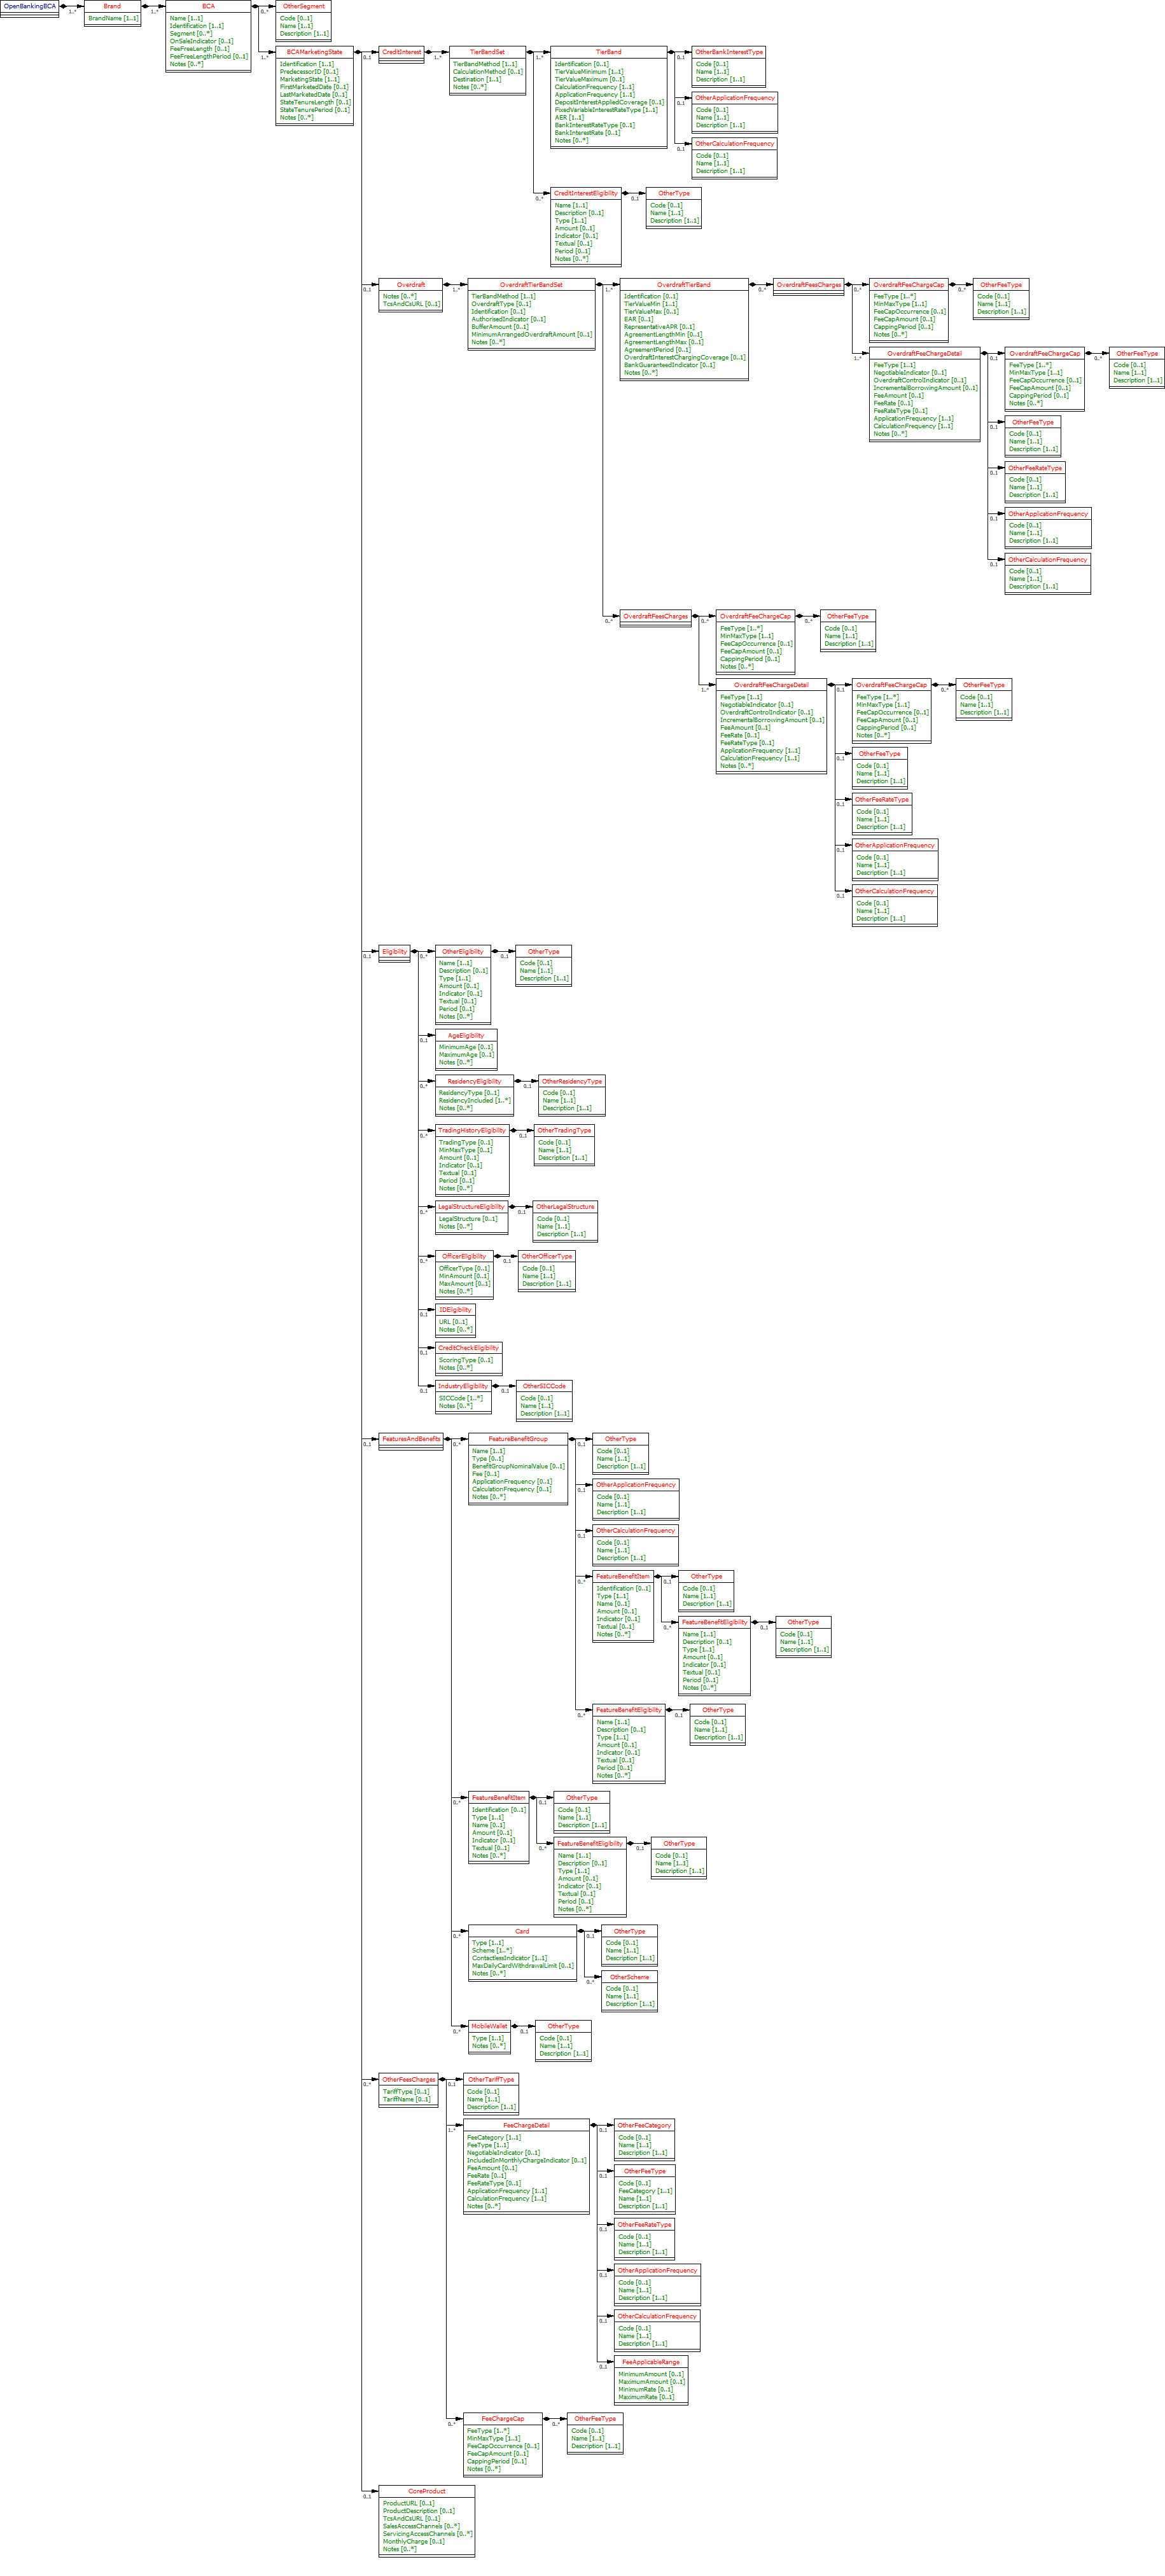 OpenBankingBCA
1..*
Brand
BrandName [1..1]
1..*
BCA
Name [1..1]
Identification [1..1]
Segment [0..*]
OnSaleIndicator [0..1]
FeeFreeLength [0..1]
FeeFreeLengthPeriod [0..1]
Notes [0..*]
0..*
OtherSegment
Code [0..1]
Name [1..1]
Description [1..1]
1..*
BCAMarketingState
Identification [1..1]
PredecessorID [0..1]
MarketingState [1..1]
FirstMarketedDate [0..1]
LastMarketedDate [0..1]
StateTenureLength [0..1]
StateTenurePeriod [0..1]
Notes [0..*]
0..1
CreditInterest
1..*
TierBandSet
TierBandMethod [1..1]
CalculationMethod [0..1]
Destination [1..1]
Notes [0..*]
1..*
TierBand
Identification [0..1]
TierValueMinimum [1..1]
TierValueMaximum [0..1]
CalculationFrequency [1..1]
ApplicationFrequency [1..1]
DepositInterestAppliedCoverage [0..1]
FixedVariableInterestRateType [1..1]
AER [1..1]
BankInterestRateType [0..1]
BankInterestRate [0..1]
Notes [0..*]
0..1
OtherBankInterestType
Code [0..1]
Name [1..1]
Description [1..1]
0..1
OtherApplicationFrequency
Code [0..1]
Name [1..1]
Description [1..1]
0..1
OtherCalculationFrequency
Code [0..1]
Name [1..1]
Description [1..1]
0..*
CreditInterestEligibility
Name [1..1]
Description [0..1]
Type [1..1]
Amount [0..1]
Indicator [0..1]
Textual [0..1]
Period [0..1]
Notes [0..*]
0..1
OtherType
Code [0..1]
Name [1..1]
Description [1..1]
0..1
Overdraft
Notes [0..*]
TcsAndCsURL [0..1]
1..*
OverdraftTierBandSet
TierBandMethod [1..1]
OverdraftType [0..1]
Identification [0..1]
AuthorisedIndicator [0..1]
BufferAmount [0..1]
MinimumArrangedOverdraftAmount [0..1]
Notes [0..*]
1..*
OverdraftTierBand
Identification [0..1]
TierValueMin [1..1]
TierValueMax [0..1]
EAR [0..1]
RepresentativeAPR [0..1]
AgreementLengthMin [0..1]
AgreementLengthMax [0..1]
AgreementPeriod [0..1]
OverdraftInterestChargingCoverage [0..1]
BankGuaranteedIndicator [0..1]
Notes [0..*]
0..*
OverdraftFeesCharges
0..*
OverdraftFeeChargeCap
FeeType [1..*]
MinMaxType [1..1]
FeeCapOccurrence [0..1]
FeeCapAmount [0..1]
CappingPeriod [0..1]
Notes [0..*]
0..*
OtherFeeType
Code [0..1]
Name [1..1]
Description [1..1]
1..*
OverdraftFeeChargeDetail
FeeType [1..1]
NegotiableIndicator [0..1]
OverdraftControlIndicator [0..1]
IncrementalBorrowingAmount [0..1]
FeeAmount [0..1]
FeeRate [0..1]
FeeRateType [0..1]
ApplicationFrequency [1..1]
CalculationFrequency [1..1]
Notes [0..*]
0..1
OverdraftFeeChargeCap
FeeType [1..*]
MinMaxType [1..1]
FeeCapOccurrence [0..1]
FeeCapAmount [0..1]
CappingPeriod [0..1]
Notes [0..*]
0..*
OtherFeeType
Code [0..1]
Name [1..1]
Description [1..1]
0..1
OtherFeeType
Code [0..1]
Name [1..1]
Description [1..1]
0..1
OtherFeeRateType
Code [0..1]
Name [1..1]
Description [1..1]
0..1
OtherApplicationFrequency
Code [0..1]
Name [1..1]
Description [1..1]
0..1
OtherCalculationFrequency
Code [0..1]
Name [1..1]
Description [1..1]
0..*
OverdraftFeesCharges
0..*
OverdraftFeeChargeCap
FeeType [1..*]
MinMaxType [1..1]
FeeCapOccurrence [0..1]
FeeCapAmount [0..1]
CappingPeriod [0..1]
Notes [0..*]
0..*
OtherFeeType
Code [0..1]
Name [1..1]
Description [1..1]
1..*
OverdraftFeeChargeDetail
FeeType [1..1]
NegotiableIndicator [0..1]
OverdraftControlIndicator [0..1]
IncrementalBorrowingAmount [0..1]
FeeAmount [0..1]
FeeRate [0..1]
FeeRateType [0..1]
ApplicationFrequency [1..1]
CalculationFrequency [1..1]
Notes [0..*]
0..1
OverdraftFeeChargeCap
FeeType [1..*]
MinMaxType [1..1]
FeeCapOccurrence [0..1]
FeeCapAmount [0..1]
CappingPeriod [0..1]
Notes [0..*]
0..*
OtherFeeType
Code [0..1]
Name [1..1]
Description [1..1]
0..1
OtherFeeType
Code [0..1]
Name [1..1]
Description [1..1]
0..1
OtherFeeRateType
Code [0..1]
Name [1..1]
Description [1..1]
0..1
OtherApplicationFrequency
Code [0..1]
Name [1..1]
Description [1..1]
0..1
OtherCalculationFrequency
Code [0..1]
Name [1..1]
Description [1..1]
0..1
Eligibility
0..*
OtherEligibility
Name [1..1]
Description [0..1]
Type [1..1]
Amount [0..1]
Indicator [0..1]
Textual [0..1]
Period [0..1]
Notes [0..*]
0..1
OtherType
Code [0..1]
Name [1..1]
Description [1..1]
0..1
AgeEligibility
MinimumAge [0..1]
MaximumAge [0..1]
Notes [0..*]
0..*
ResidencyEligibility
ResidencyType [0..1]
ResidencyIncluded [1..*]
Notes [0..*]
0..1
OtherResidencyType
Code [0..1]
Name [1..1]
Description [1..1]
0..*
TradingHistoryEligibility
TradingType [0..1]
MinMaxType [0..1]
Amount [0..1]
Indicator [0..1]
Textual [0..1]
Period [0..1]
Notes [0..*]
0..1
OtherTradingType
Code [0..1]
Name [1..1]
Description [1..1]
0..*
LegalStructureEligibility
LegalStructure [0..1]
Notes [0..*]
0..1
OtherLegalStructure
Code [0..1]
Name [1..1]
Description [1..1]
0..*
OfficerEligibility
OfficerType [0..1]
MinAmount [0..1]
MaxAmount [0..1]
Notes [0..*]
0..1
OtherOfficerType
Code [0..1]
Name [1..1]
Description [1..1]
0..1
IDEligibility
URL [0..1]
Notes [0..*]
0..1
CreditCheckEligibility
ScoringType [0..1]
Notes [0..*]
0..1
IndustryEligibility
SICCode [1..*]
Notes [0..*]
0..1
OtherSICCode
Code [0..1]
Name [1..1]
Description [1..1]
0..1
FeaturesAndBenefits
0..*
FeatureBenefitGroup
Name [1..1]
Type [0..1]
BenefitGroupNominalValue [0..1]
Fee [0..1]
ApplicationFrequency [0..1]
CalculationFrequency [0..1]
Notes [0..*]
0..1
OtherType
Code [0..1]
Name [1..1]
Description [1..1]
0..1
OtherApplicationFrequency
Code [0..1]
Name [1..1]
Description [1..1]
0..1
OtherCalculationFrequency
Code [0..1]
Name [1..1]
Description [1..1]
0..*
FeatureBenefitItem
Identification [0..1]
Type [1..1]
Name [0..1]
Amount [0..1]
Indicator [0..1]
Textual [0..1]
Notes [0..*]
0..1
OtherType
Code [0..1]
Name [1..1]
Description [1..1]
0..*
FeatureBenefitEligibility
Name [1..1]
Description [0..1]
Type [1..1]
Amount [0..1]
Indicator [0..1]
Textual [0..1]
Period [0..1]
Notes [0..*]
0..1
OtherType
Code [0..1]
Name [1..1]
Description [1..1]
0..*
FeatureBenefitEligibility
Name [1..1]
Description [0..1]
Type [1..1]
Amount [0..1]
Indicator [0..1]
Textual [0..1]
Period [0..1]
Notes [0..*]
0..1
OtherType
Code [0..1]
Name [1..1]
Description [1..1]
0..*
FeatureBenefitItem
Identification [0..1]
Type [1..1]
Name [0..1]
Amount [0..1]
Indicator [0..1]
Textual [0..1]
Notes [0..*]
0..1
OtherType
Code [0..1]
Name [1..1]
Description [1..1]
0..*
FeatureBenefitEligibility
Name [1..1]
Description [0..1]
Type [1..1]
Amount [0..1]
Indicator [0..1]
Textual [0..1]
Period [0..1]
Notes [0..*]
0..1
OtherType
Code [0..1]
Name [1..1]
Description [1..1]
0..*
Card
Type [1..1]
Scheme [1..*]
ContactlessIndicator [1..1]
MaxDailyCardWithdrawalLimit [0..1]
Notes [0..*]
0..1
OtherType
Code [0..1]
Name [1..1]
Description [1..1]
0..*
OtherScheme
Code [0..1]
Name [1..1]
Description [1..1]
0..*
MobileWallet
Type [1..1]
Notes [0..*]
0..1
OtherType
Code [0..1]
Name [1..1]
Description [1..1]
0..*
OtherFeesCharges
TariffType [0..1]
TariffName [0..1]
0..1
OtherTariffType
Code [0..1]
Name [1..1]
Description [1..1]
1..*
FeeChargeDetail
FeeCategory [1..1]
FeeType [1..1]
NegotiableIndicator [0..1]
IncludedInMonthlyChargeIndicator [0..1]
FeeAmount [0..1]
FeeRate [0..1]
FeeRateType [0..1]
ApplicationFrequency [1..1]
CalculationFrequency [1..1]
Notes [0..*]
0..1
OtherFeeCategory
Code [0..1]
Name [1..1]
Description [1..1]
0..1
OtherFeeType
Code [0..1]
FeeCategory [1..1]
Name [1..1]
Description [1..1]
0..1
OtherFeeRateType
Code [0..1]
Name [1..1]
Description [1..1]
0..1
OtherApplicationFrequency
Code [0..1]
Name [1..1]
Description [1..1]
0..1
OtherCalculationFrequency
Code [0..1]
Name [1..1]
Description [1..1]
0..1
FeeApplicableRange
MinimumAmount [0..1]
MaximumAmount [0..1]
MinimumRate [0..1]
MaximumRate [0..1]
0..*
FeeChargeCap
FeeType [1..*]
MinMaxType [1..1]
FeeCapOccurrence [0..1]
FeeCapAmount [0..1]
CappingPeriod [0..1]
Notes [0..*]
0..*
OtherFeeType
Code [0..1]
Name [1..1]
Description [1..1]
0..1
CoreProduct
ProductURL [0..1]
ProductDescription [0..1]
TcsAndCsURL [0..1]
SalesAccessChannels [0..*]
ServicingAccessChannels [0..*]
MonthlyCharge [0..1]
Notes [0..*]